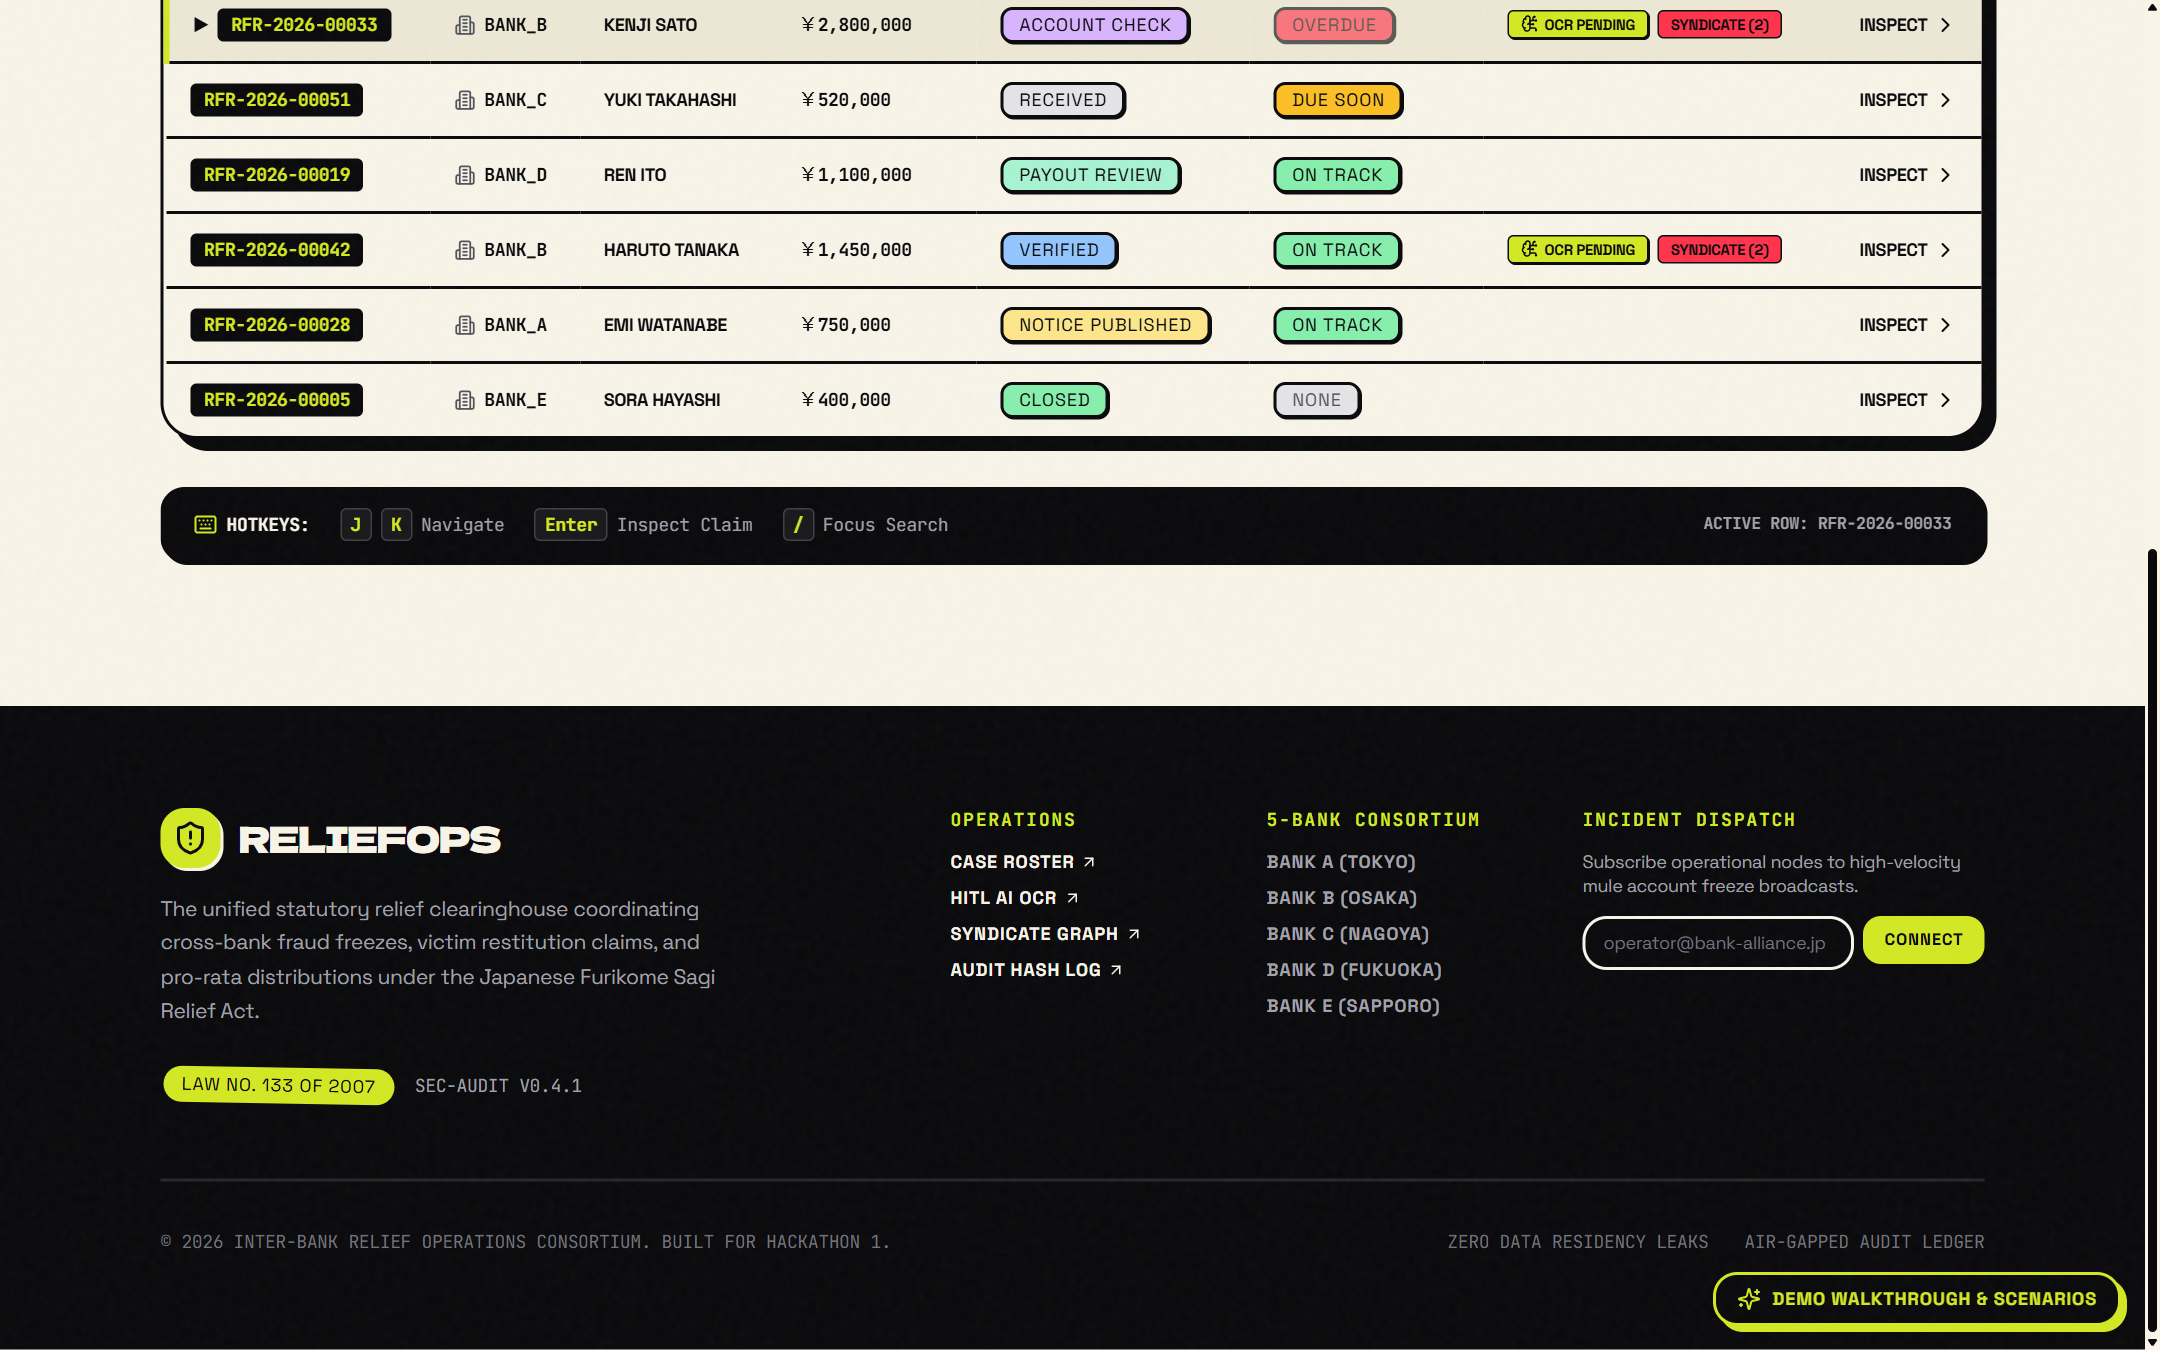 RFR-2026-00033 BANK_B KENJI SATO ¥2,800,000 ACCOUNT CHECK OVERDUE OCR PENDING SYNDICATE (2) INSPECT
RFR-2026-00051 BANK_C YUKI TAKAHASHI ¥520,000 RECEIVED DUE SOON INSPECT
RFR-2026-00019 BANK_D REN ITO ¥1,100,000 PAYOUT REVIEW ON TRACK INSPECT
RFR-2026-00042 BANK_B HARUTO TANAKA ¥1,450,000 VERIFIED ON TRACK OCR PENDING SYNDICATE (2) INSPECT
RFR-2026-00028 BANK_A EMI WATANABE ¥750,000 NOTICE PUBLISHED ON TRACK INSPECT
RFR-2026-00005 BANK_E SORA HAYASHI ¥400,000 CLOSED NONE INSPECT
HOTKEYS: J K Navigate Enter Inspect Claim / Focus Search ACTIVE ROW: RFR-2026-00033
RELIEFOPS
The unified statutory relief clearinghouse coordinating
cross-bank fraud freezes, victim restitution claims, and
pro-rata distributions under the Japanese Furikome Sagi
Relief Act.
LAW NO. 133 OF 2007 SEC-AUDIT V0.4.1
OPERATIONS
CASE ROSTER
HITL AI OCR
SYNDICATE GRAPH
AUDIT HASH LOG
5-BANK CONSORTIUM
BANK A (TOKYO)
BANK B (OSAKA)
BANK C (NAGOYA)
BANK D (FUKUOKA)
BANK E (SAPPORO)
INCIDENT DISPATCH
Subscribe operational nodes to high-velocity
mule account freeze broadcasts.
operator@bank-alliance.jp CONNECT
© 2026 INTER-BANK RELIEF OPERATIONS CONSORTIUM. BUILT FOR HACKATHON 1.
ZERO DATA RESIDENCY LEAKS AIR-GAPPED AUDIT LEDGER
DEMO WALKTHROUGH & SCENARIOS